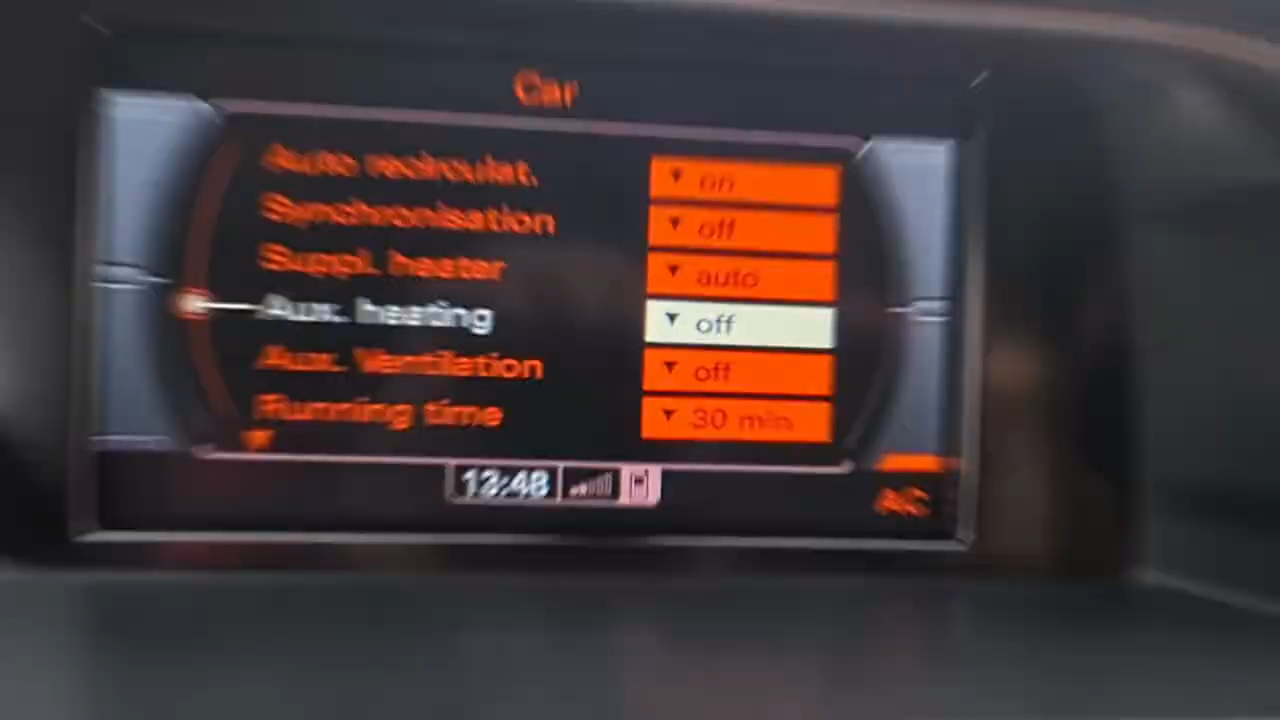 Car
Auto recirculat. on
Synchronisation off
Suppl. heater auto
Aux. heating off
Aux. Ventilation off
Running time 30 min
13:48
AC